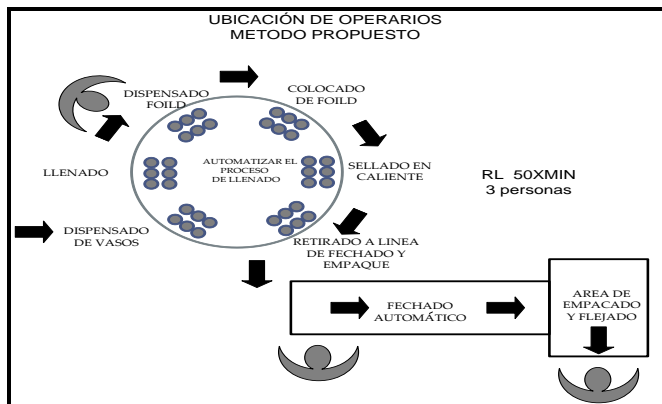 UBICACIÓN DE OPERARIOS
METODO PROPUESTO
DISPENSADO
FOILD
COLOCADO
DE FOILD
LLENADO
AUTOMATIZAR EL
PROCESO
DE LLENADO
SELLADO EN
CALIENTE
RL 50XMIN
3 personas
DISPENSADO
DE VASOS
RETIRADO A LINEA
DE FECHADO Y
EMPAQUE
FECHADO
AUTOMÁTICO
AREA DE
EMPACADO
Y FLEJADO